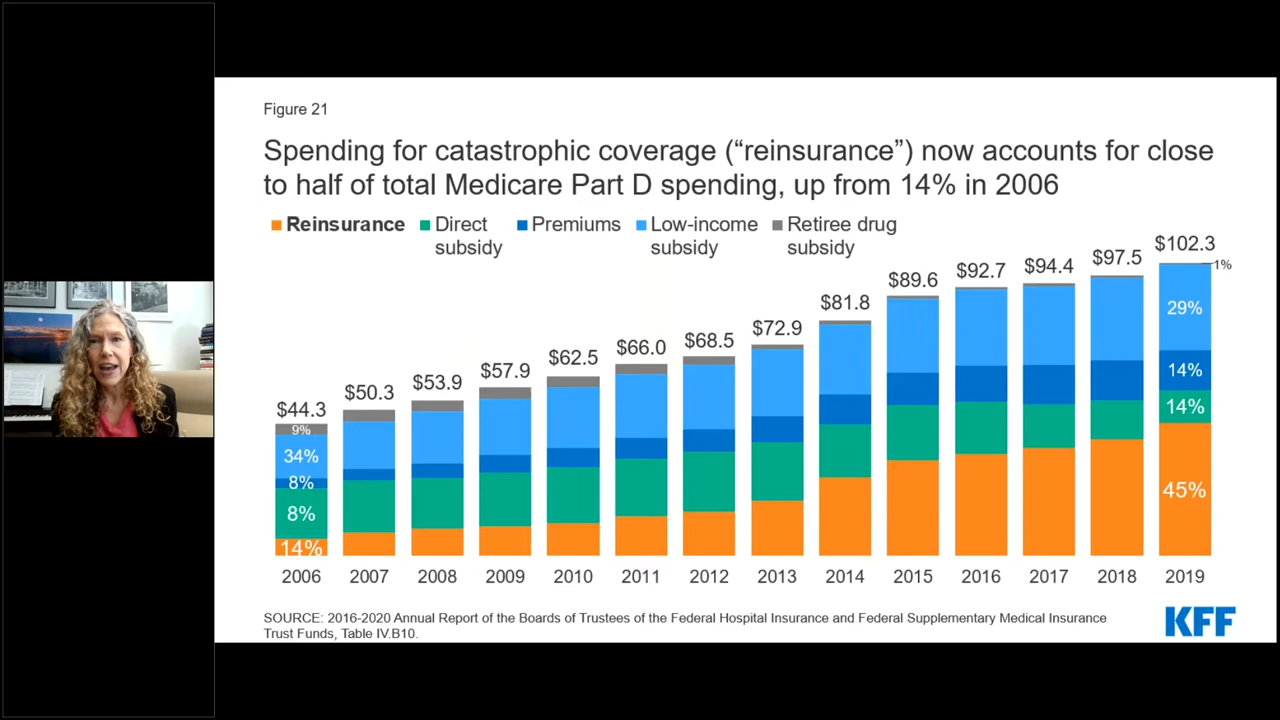 Figure 21
Spending for catastrophic coverage (“reinsurance”) now accounts for close
to half of total Medicare Part D spending, up from 14% in 2006
Reinsurance Direct subsidy Premiums Low-income subsidy Retiree drug subsidy
$44.3 $50.3 $53.9 $57.9 $62.5 $66.0 $68.5 $72.9 $81.8 $89.6 $92.7 $94.4 $97.5 $102.3
9%
34%
8%
8%
14%
1%
29%
14%
14%
45%
2006 2007 2008 2009 2010 2011 2012 2013 2014 2015 2016 2017 2018 2019
SOURCE: 2016-2020 Annual Report of the Boards of Trustees of the Federal Hospital Insurance and Federal Supplementary Medical Insurance
Trust Funds, Table IV.B10.
KFF